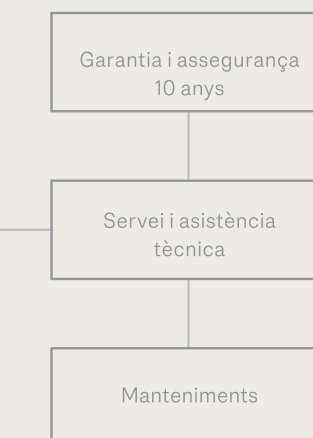 Garantia i assegurança
10 anys
Servei i asistència
tècnica
Manteniments